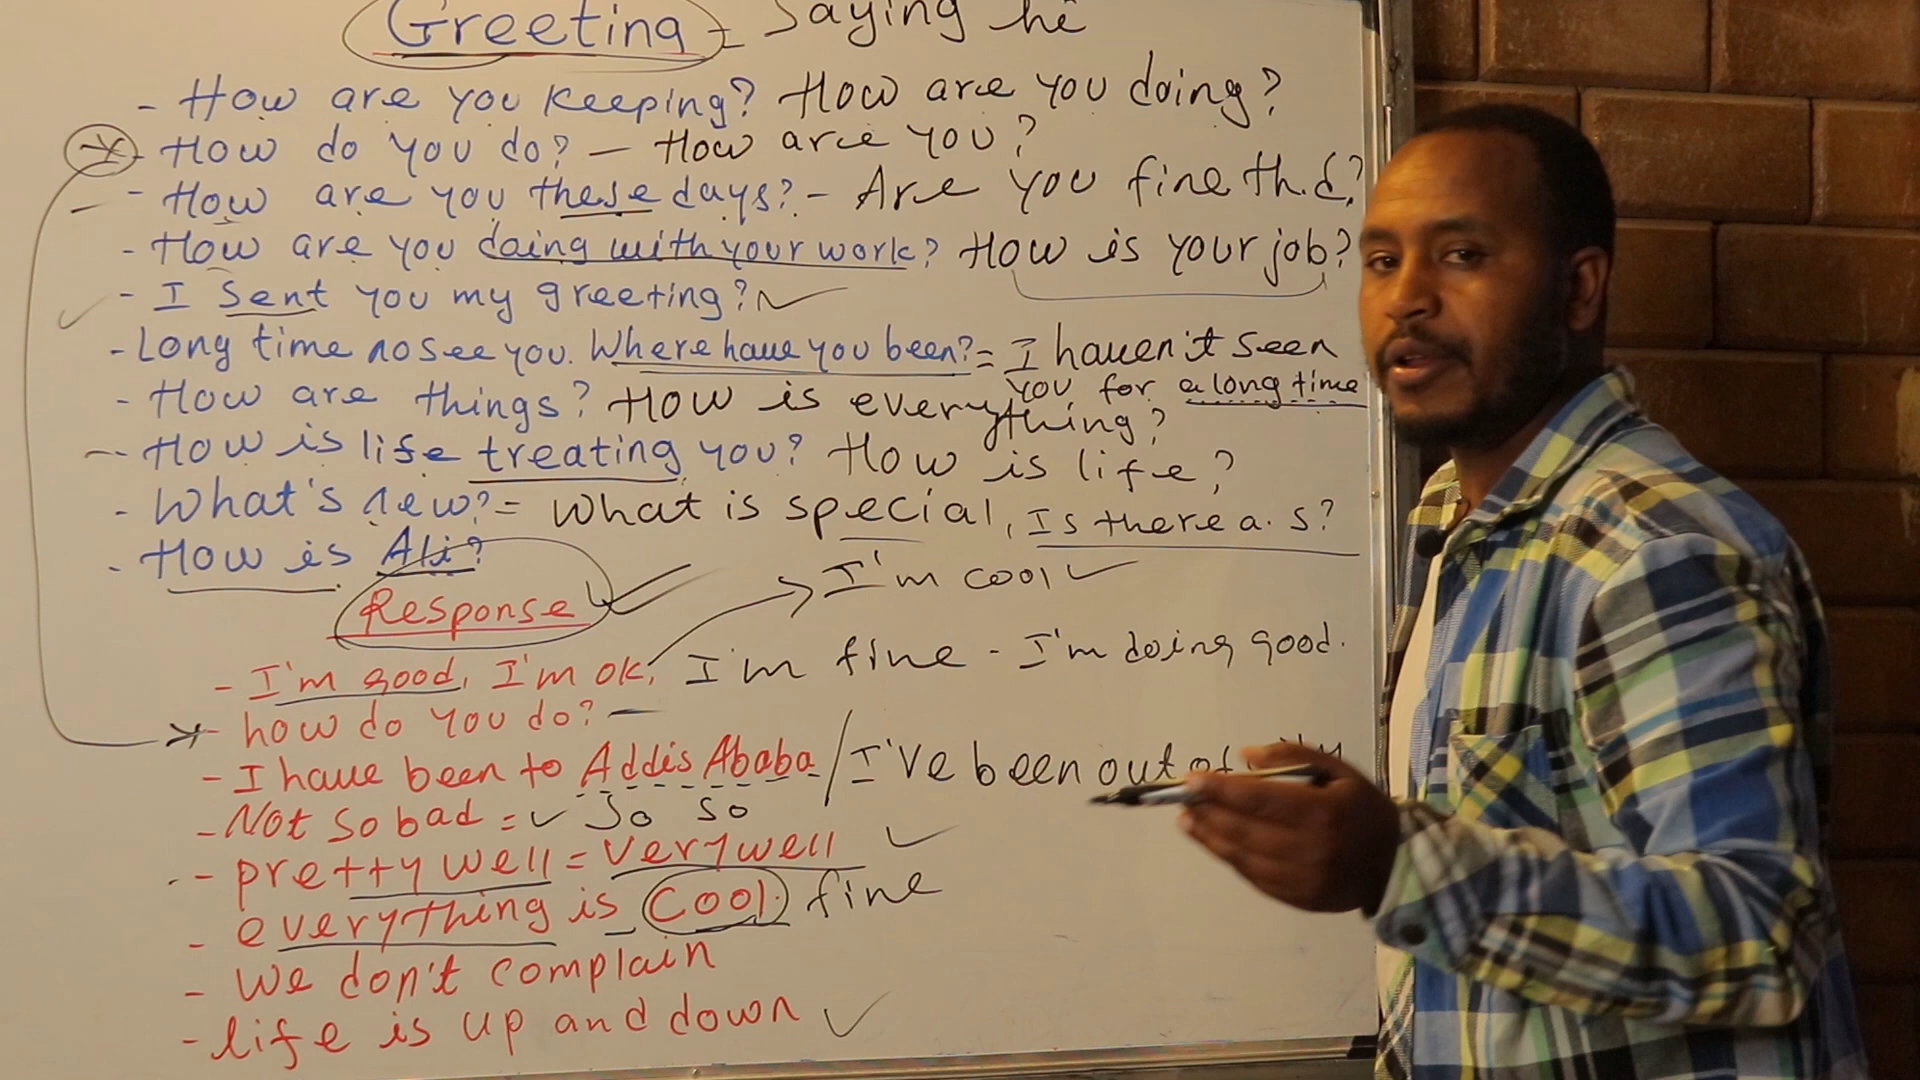 Greeting - Saying hi
- How are you keeping? How are you doing?
- How do you do? - How are you?
- How are you these days? - Are you fine th.d?
- How are you doing with your work? How is your job?
- I sent you my greeting?
- Long time no see you. Where have you been? = I haven't seen
you for a long time
- How are things? How is everything?
- How is life treating you? How is life?
- What's new? = What is special, Is there a. s?
- How is Ali?
Response
I'm cool
- I'm good, I'm ok, I'm fine - I'm doing good.
- how do you do? -
- I have been to Addis Ababa / I've been out of
- Not so bad = So so
- pretty well = very well
- everything is cool. fine
- We don't complain
- life is up and down